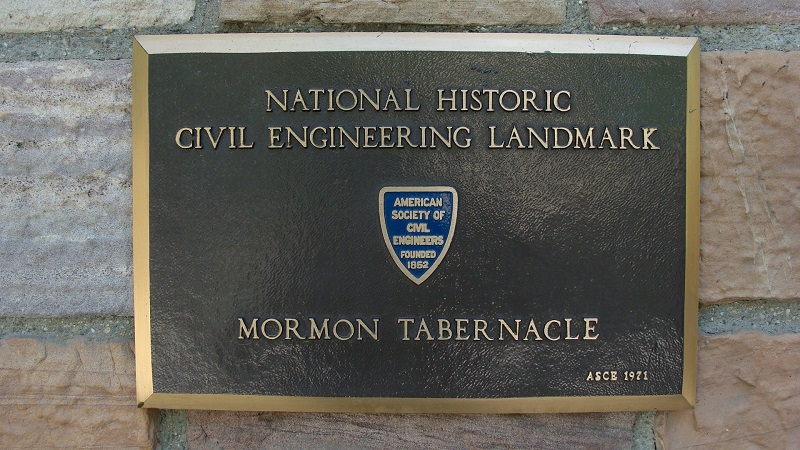 NATIONAL HISTORIC
CIVIL ENGINEERING LANDMARK
AMERICAN
SOCIETY OF
CIVIL
ENGINEERS
FOUNDED
1852
MORMON TABERNACLE
ASCE 1971